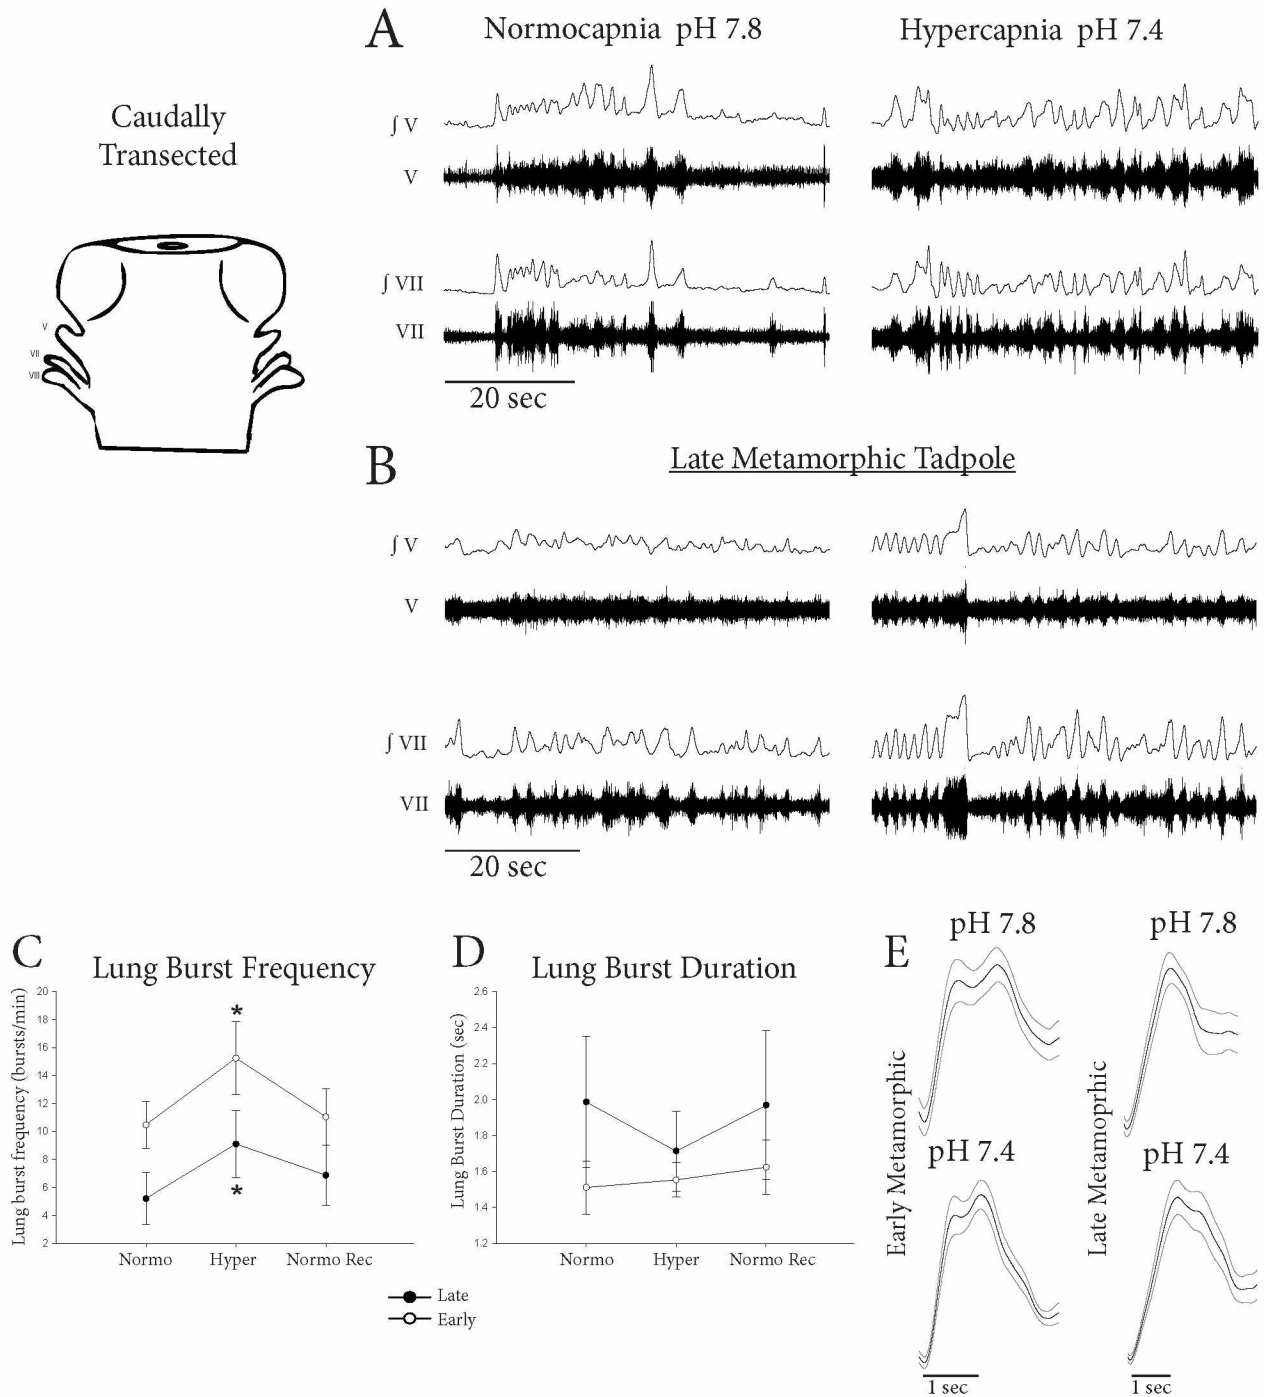 A
Normocapnia pH 7.8
Hypercapnia pH 7.4
Caudally
Transected
∫ V
V
∫ VII
VII
20 sec
V
VII
VIII
B
Late Metamorphic Tadpole
∫ V
V
∫ VII
VII
20 sec
C
Lung Burst Frequency
Lung burst frequency (bursts/min)
20
18
16
14
12
10
8
6
4
2
*
*
Normo
Hyper
Normo Rec
D
Lung Burst Duration
Lung Burst Duration (sec)
2.6
2.4
2.2
2.0
1.8
1.6
1.4
1.2
Normo
Hyper
Normo Rec
Late
Early
E
pH 7.8
pH 7.8
Early Metamorphic
Late Metamoprhic
pH 7.4
pH 7.4
1 sec
1 sec